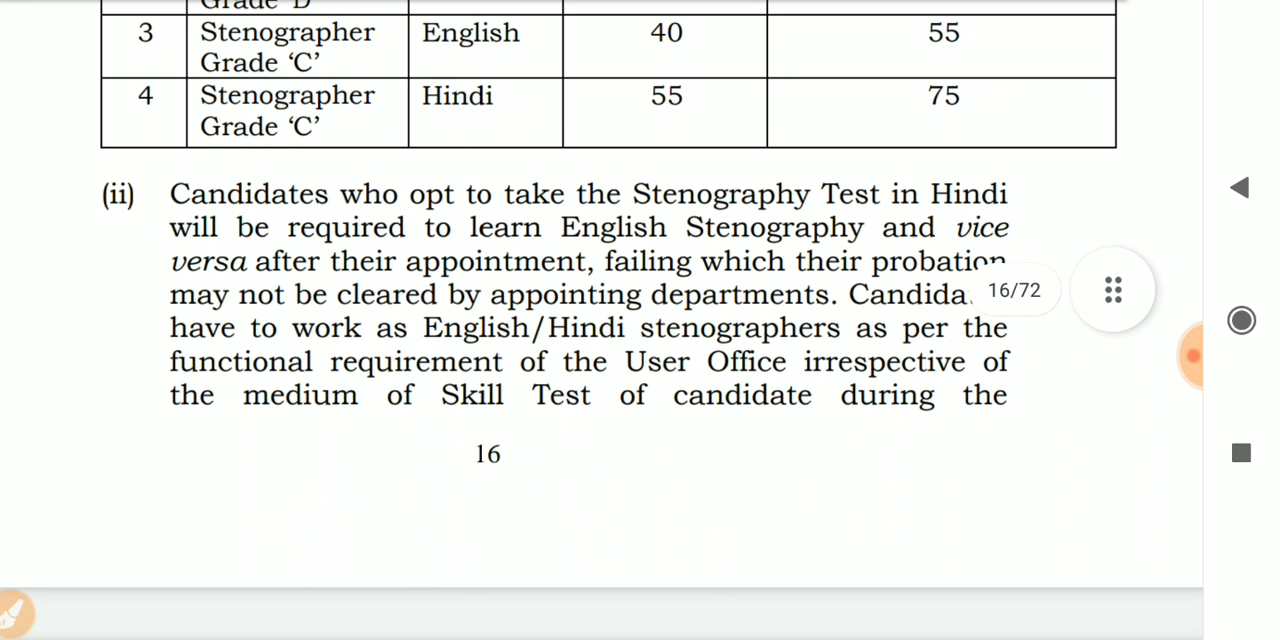 3 Stenographer English 40 55
Grade ‘C’
4 Stenographer Hindi 55 75
Grade ‘C’
(ii) Candidates who opt to take the Stenography Test in Hindi
will be required to learn English Stenography and vice
versa after their appointment, failing which their probation
may not be cleared by appointing departments.
have to work as English/Hindi stenographers as per the
functional requirement of the User Office irrespective of
the medium of Skill Test of candidate during the
16/72
16